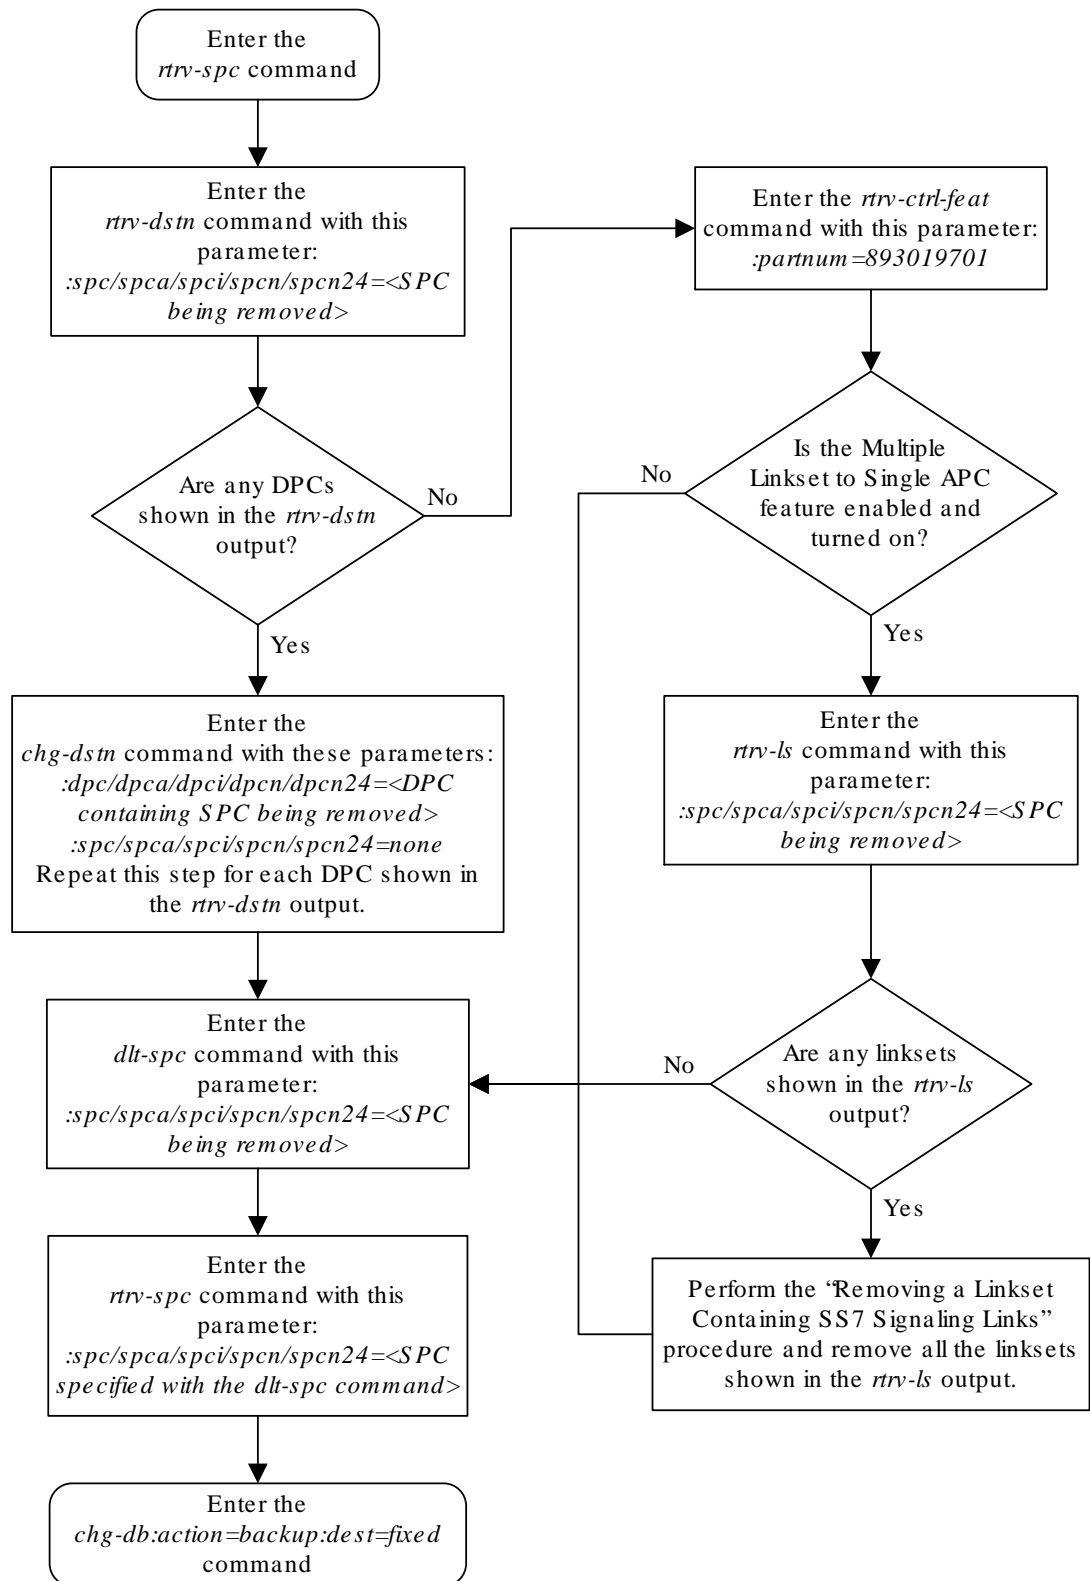 Enter the
rtrv-spc command
Enter the
rtrv-dstn command with this
parameter:
:spc/spca/spci/spcn/spcn24=<SPC
being removed>
Are any DPCs
shown in the rtrv-dstn
output?
No
Yes
Enter the
chg-dstn command with these parameters:
:dpc/dpca/dpci/dpcn/dpcn24=<DPC
containing SPC being removed>
:spc/spca/spci/spcn/spcn24=none
Repeat this step for each DPC shown in
the rtrv-dstn output.
Enter the
dlt-spc command with this
parameter:
:spc/spca/spci/spcn/spcn24=<SPC
being removed>
Enter the
rtrv-spc command with this
parameter:
:spc/spca/spci/spcn/spcn24=<SPC
specified with the dlt-spc command>
Enter the
chg-db:action=backup:dest=fixed
command
Enter the rtrv-ctrl-feat
command with this parameter:
:partnum=893019701
Is the Multiple
Linkset to Single APC
feature enabled and
turned on?
No
Yes
Enter the
rtrv-ls command with this
parameter:
:spc/spca/spci/spcn/spcn24=<SPC
being removed>
Are any linksets
shown in the rtrv-ls
output?
No
Yes
Perform the “Removing a Linkset
Containing SS7 Signaling Links”
procedure and remove all the linksets
shown in the rtrv-ls output.